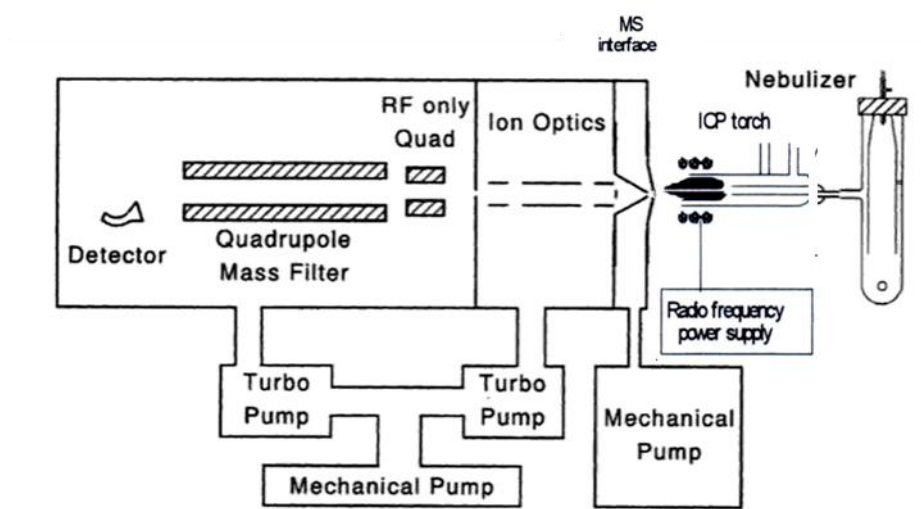 MS
interface
Nebulizer
RF only
Quad
Ion Optics
ICP torch
Quadrupole
Mass Filter
Detector
Radio frequency
power supply
Turbo
Pump
Turbo
Pump
Mechanical
Pump
Mechanical Pump